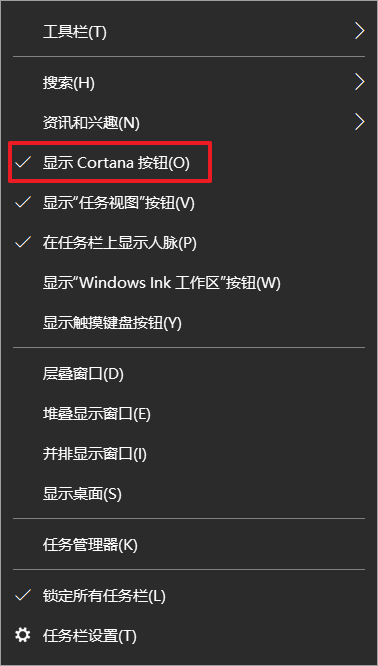 工具栏(T)
搜索(H)
资讯和兴趣(N)
显示 Cortana 按钮(O)
显示“任务视图”按钮(V)
在任务栏上显示人脉(P)
显示“Windows Ink 工作区”按钮(W)
显示触摸键盘按钮(Y)
层叠窗口(D)
堆叠显示窗口(E)
并排显示窗口(I)
显示桌面(S)
任务管理器(K)
锁定所有任务栏(L)
任务栏设置(T)